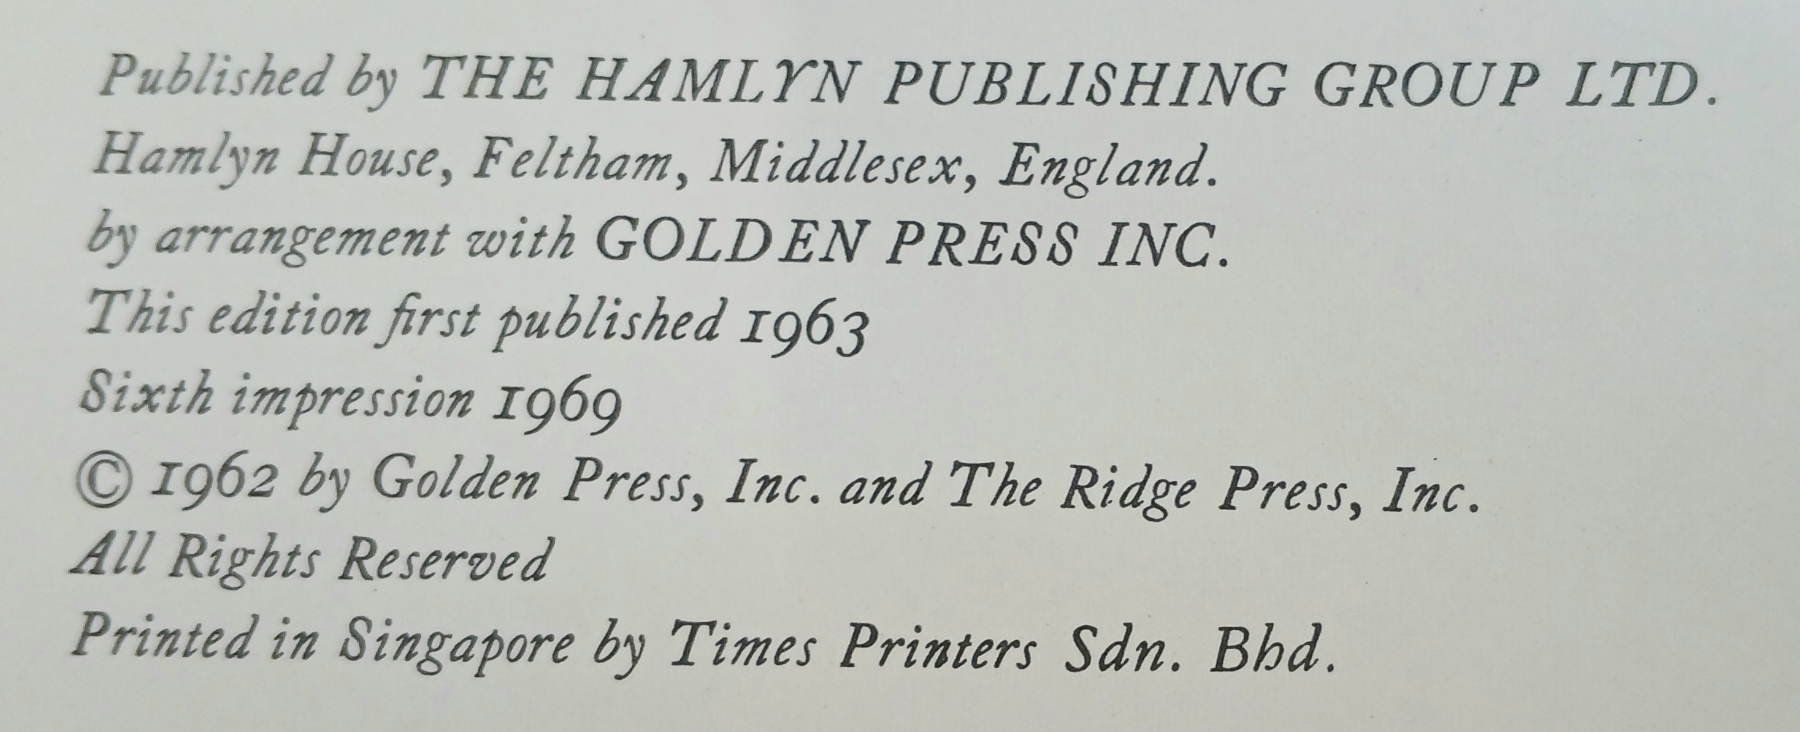 Published by THE HAMLYN PUBLISHING GROUP LTD.
Hamlyn House, Feltham, Middlesex, England.
by arrangement with GOLDEN PRESS INC.
This edition first published 1963
Sixth impression 1969
© 1962 by Golden Press, Inc. and The Ridge Press, Inc.
All Rights Reserved
Printed in Singapore by Times Printers Sdn. Bhd.